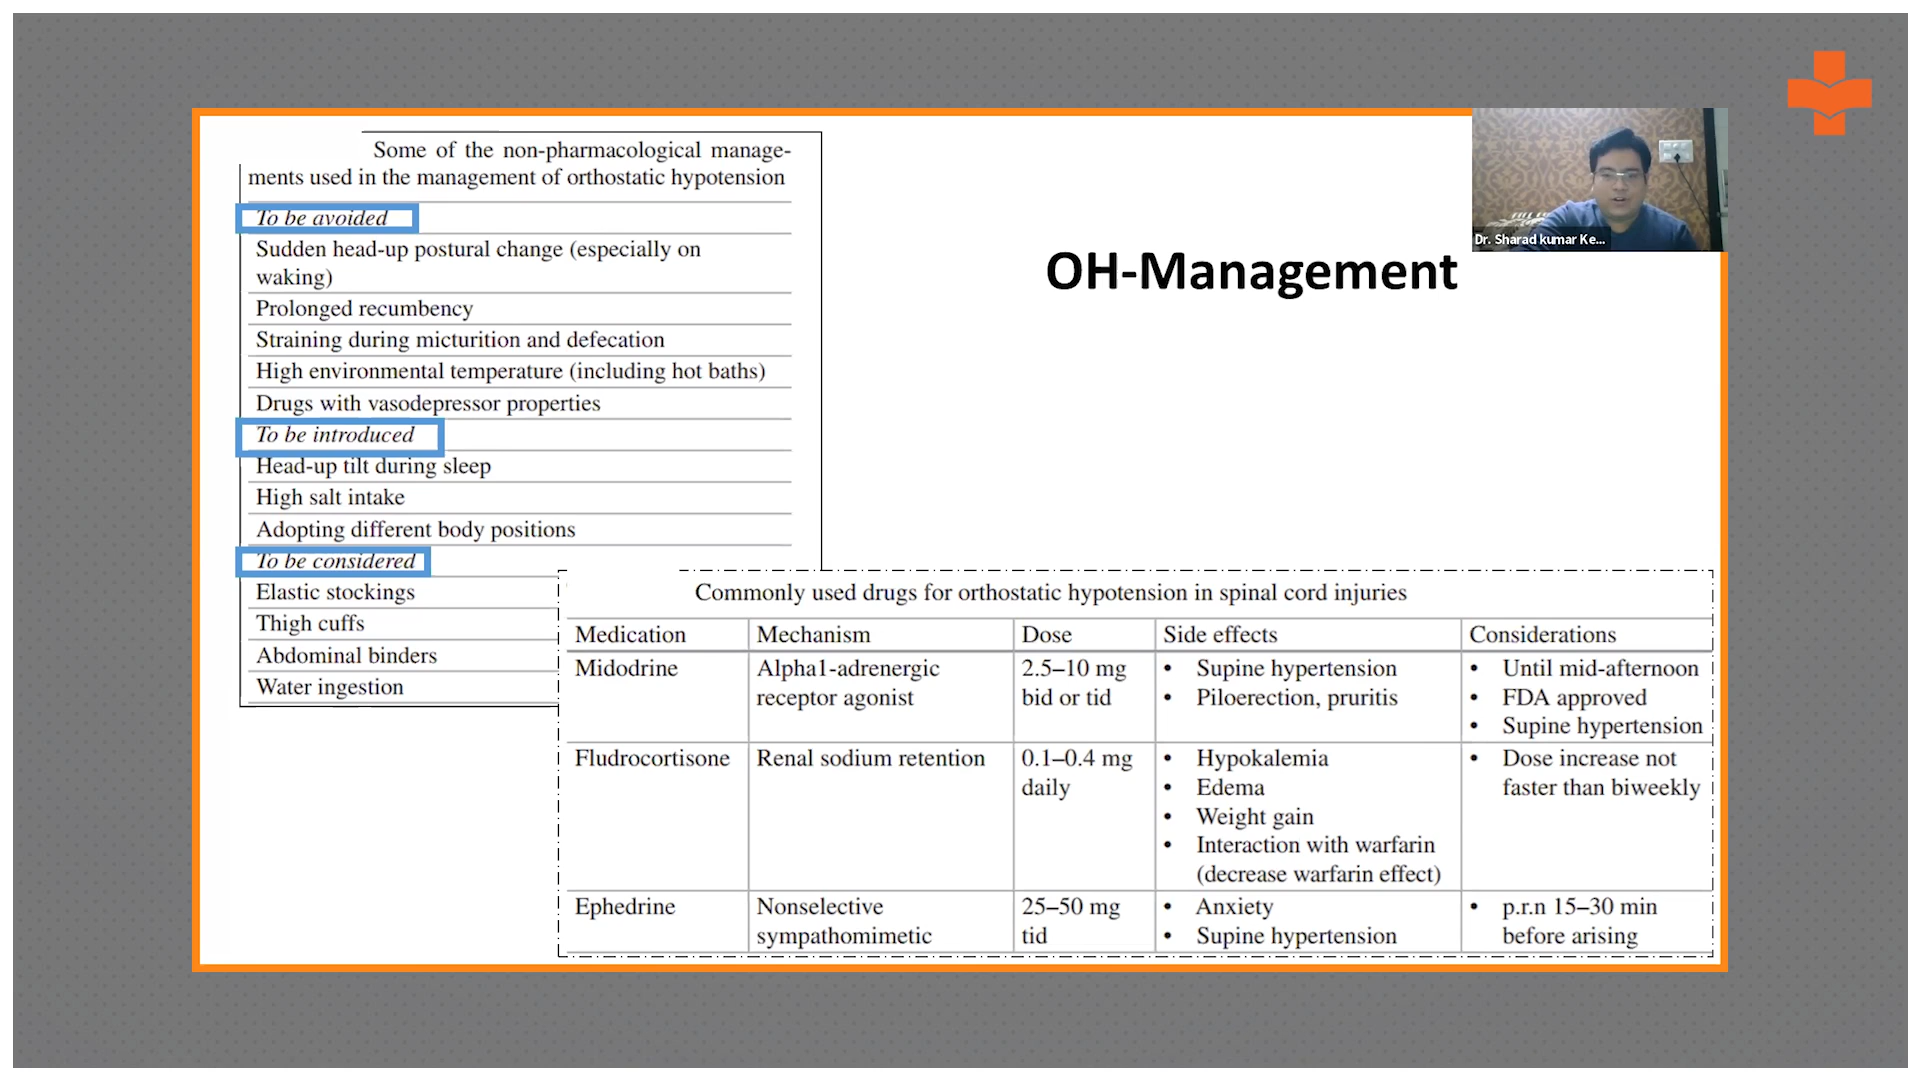 Some of the non-pharmacological manage-
ments used in the management of orthostatic hypotension
To be avoided
Sudden head-up postural change (especially on
waking)
Prolonged recumbency
Straining during micturition and defecation
High environmental temperature (including hot baths)
Drugs with vasodepressor properties
To be introduced
Head-up tilt during sleep
High salt intake
Adopting different body positions
To be considered
Elastic stockings
Thigh cuffs
Abdominal binders
Water ingestion
OH-Management
Dr. Sharad kumar Ke...
Commonly used drugs for orthostatic hypotension in spinal cord injuries
Medication Mechanism Dose Side effects Considerations
Midodrine Alpha1-adrenergic 2.5–10 mg • Supine hypertension • Until mid-afternoon
receptor agonist bid or tid • Piloerection, pruritis • FDA approved
• Supine hypertension
Fludrocortisone Renal sodium retention 0.1–0.4 mg • Hypokalemia • Dose increase not
daily • Edema faster than biweekly
• Weight gain
• Interaction with warfarin
(decrease warfarin effect)
Ephedrine Nonselective 25–50 mg • Anxiety • p.r.n 15–30 min
sympathomimetic tid • Supine hypertension before arising